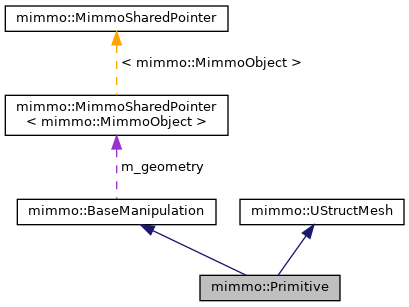 mimmo::MimmoSharedPointer
< mimmo::MimmoObject >
mimmo::MimmoSharedPointer
< mimmo::MimmoObject >
m_geometry
mimmo::BaseManipulation
mimmo::UStructMesh
mimmo::Primitive